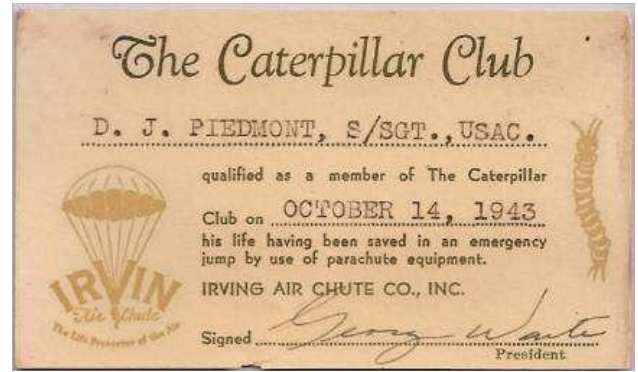 The Caterpillar Club
D. J. PIEDMONT, S/SGT.,USAC.
qualified as a member of The Caterpillar
Club on OCTOBER 14, 1943
his life having been saved in an emergency
jump by use of parachute equipment.
IRVING AIR CHUTE CO., INC.
Signed George Waite
President
IRVIN
Air Chute
The Life Preserver of the Air